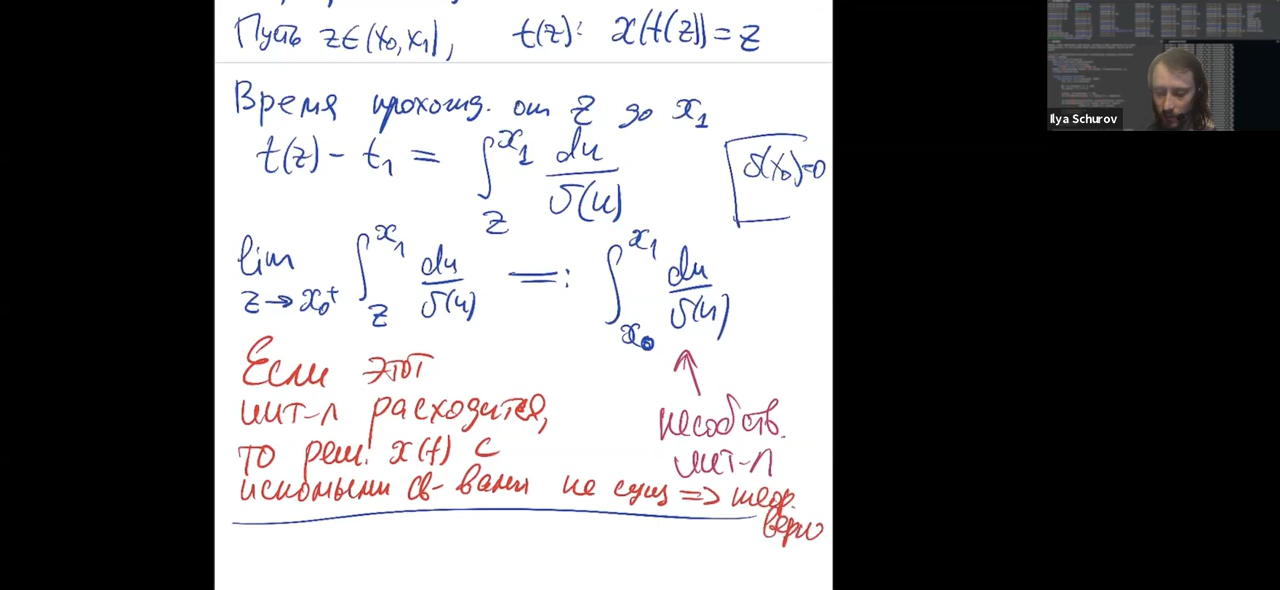 Пусть z∈(x₀,x₁), t(z): x(t(z))=z
Ilya Schurov
Время прохожд. от z до x₁
t(z) - t₁ = ∫_z^{x₁} du/v(u)
v(x₀)=0
lim_{z→x₀+} ∫_z^{x₁} du/v(u) =: ∫_{x₀}^{x₁} du/v(u)
Если этот
инт-л расходится,
то реш. x(t) с
искомыми св-вами не сущ => теор.
верна
несобств.
инт-л